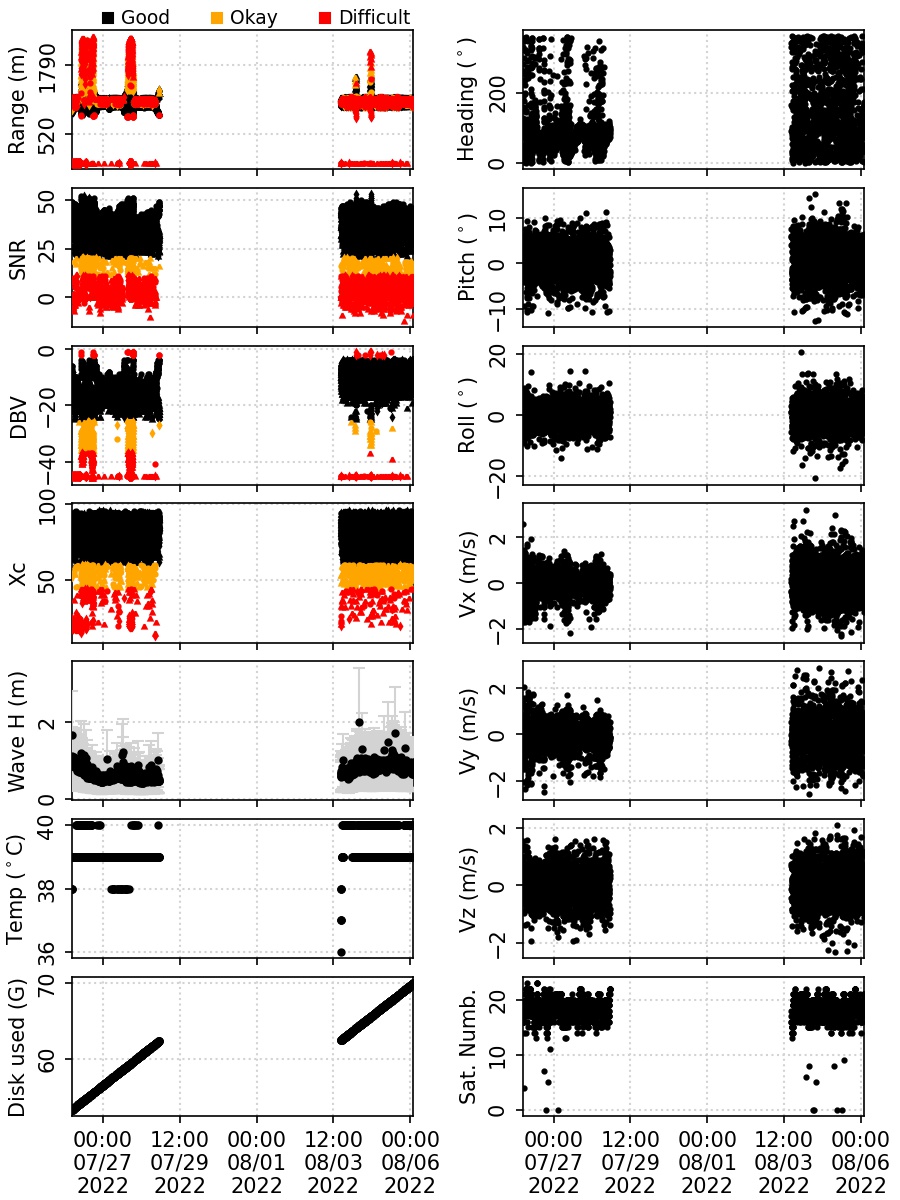 Good Okay Difficult
Range (m)
1790
520
Heading (°)
200
0
SNR
50
25
0
Pitch (°)
10
0
−10
DBV
0
−20
−40
Roll (°)
20
0
−20
Xc
100
50
Vx (m/s)
2
0
−2
Wave H (m)
2
0
Vy (m/s)
2
0
−2
Temp (°C)
40
38
36
Vz (m/s)
2
0
−2
Disk used (G)
70
60
Sat. Numb.
20
10
0
00:00 12:00 00:00 12:00 00:00
07/27 07/29 08/01 08/03 08/06
2022 2022 2022 2022 2022
00:00 12:00 00:00 12:00 00:00
07/27 07/29 08/01 08/03 08/06
2022 2022 2022 2022 2022